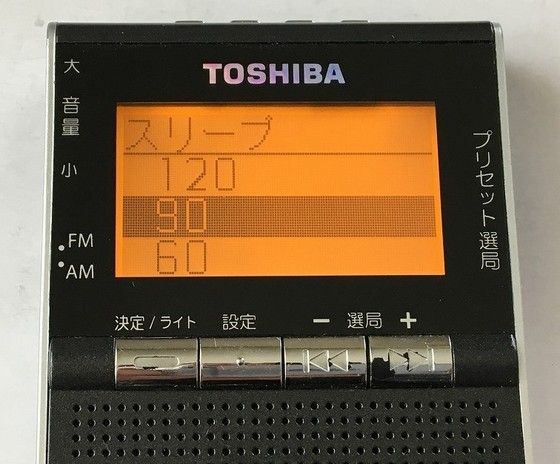 TOSHIBA
大
音量
小
FM
AM
スリープ
120
90
60
プリセット選局
決定/ライト
設定
− 選局 +